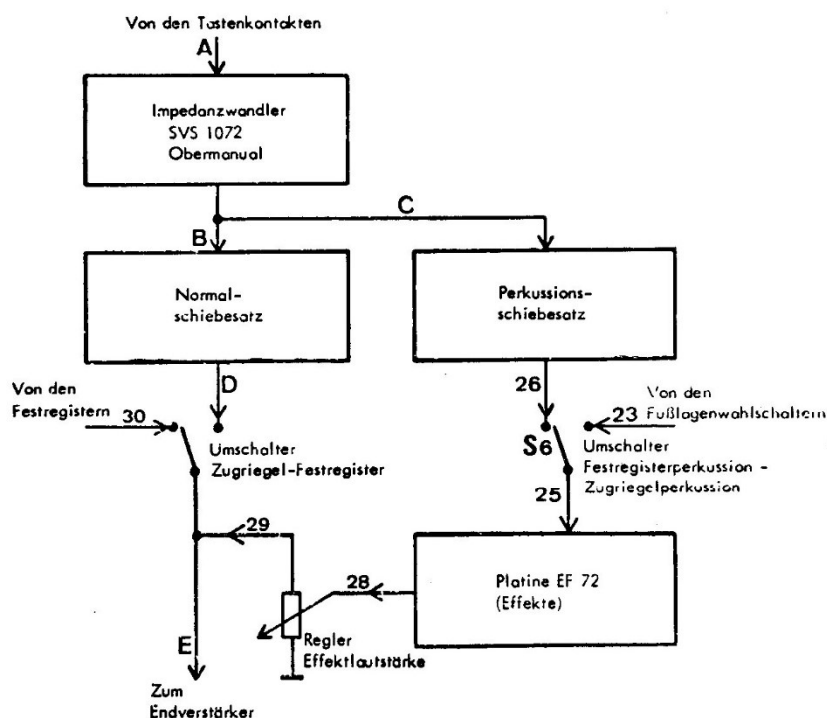 Von den Tastenkontakten
A
Impedanzwandler
SVS 1072
Obermanual
C
B
Normal-
schiebesatz
Perkussions-
schiebesatz
D
26
Von den
Festregistern
30
Umschalter
Zugriegel-Festregister
Von den
Fußlagenwahlschaltern
23
S6
Umschalter
Festregisterperkussion -
Zugriegelperkussion
25
29
28
Platine EF 72
(Effekte)
Regler
Effektlautstärke
E
Zum
Endverstärker